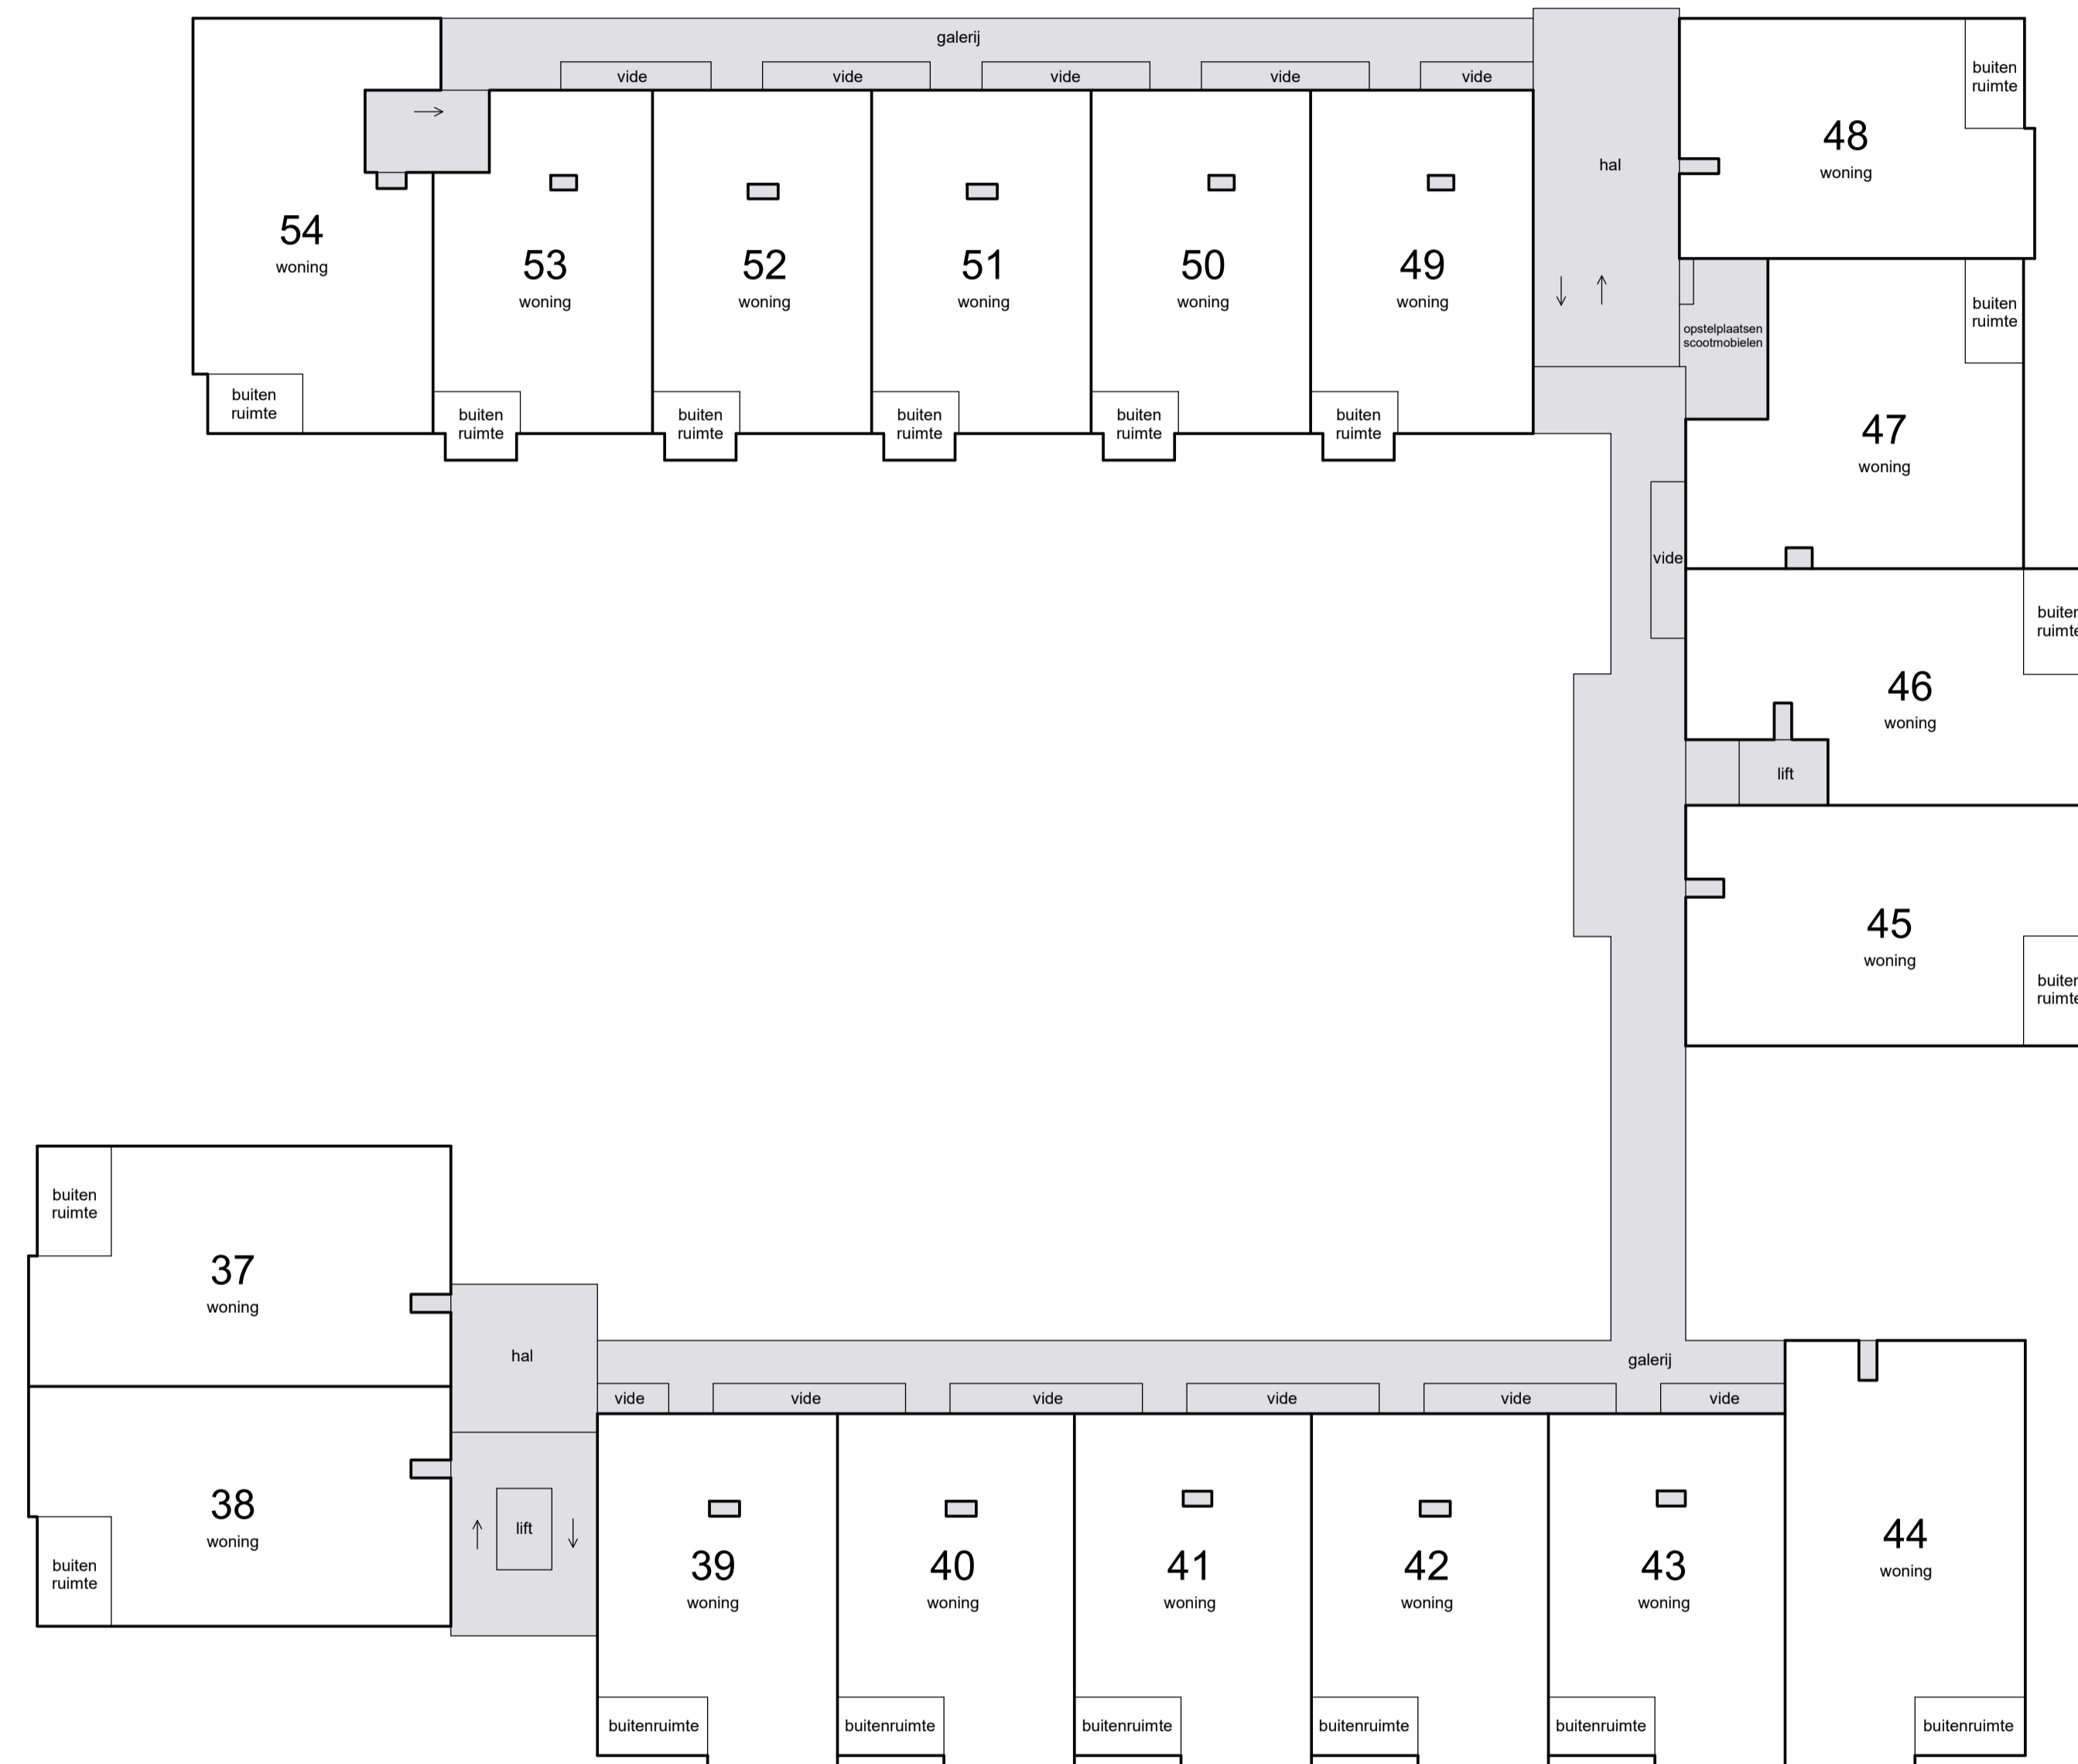 galerij
vide
vide
vide
vide
vide
buiten
ruimte
48
woning
hal
54
woning
53
woning
52
woning
51
woning
50
woning
49
woning
buiten
ruimte
opstelplaatsen
scootmobielen
buiten
ruimte
buiten
ruimte
buiten
ruimte
buiten
ruimte
buiten
ruimte
buiten
ruimte
47
woning
vide
buiten
ruimte
46
woning
lift
45
woning
buiten
ruimte
buiten
ruimte
37
woning
hal
galerij
vide
vide
vide
vide
vide
vide
38
woning
lift
buiten
ruimte
39
woning
40
woning
41
woning
42
woning
43
woning
44
woning
buitenruimte
buitenruimte
buitenruimte
buitenruimte
buitenruimte
buitenruimte